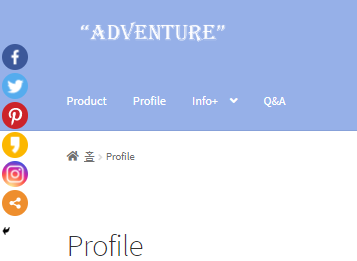 “ADVENTURE”
Product Profile Info+ Q&A
홈 Profile
Profile